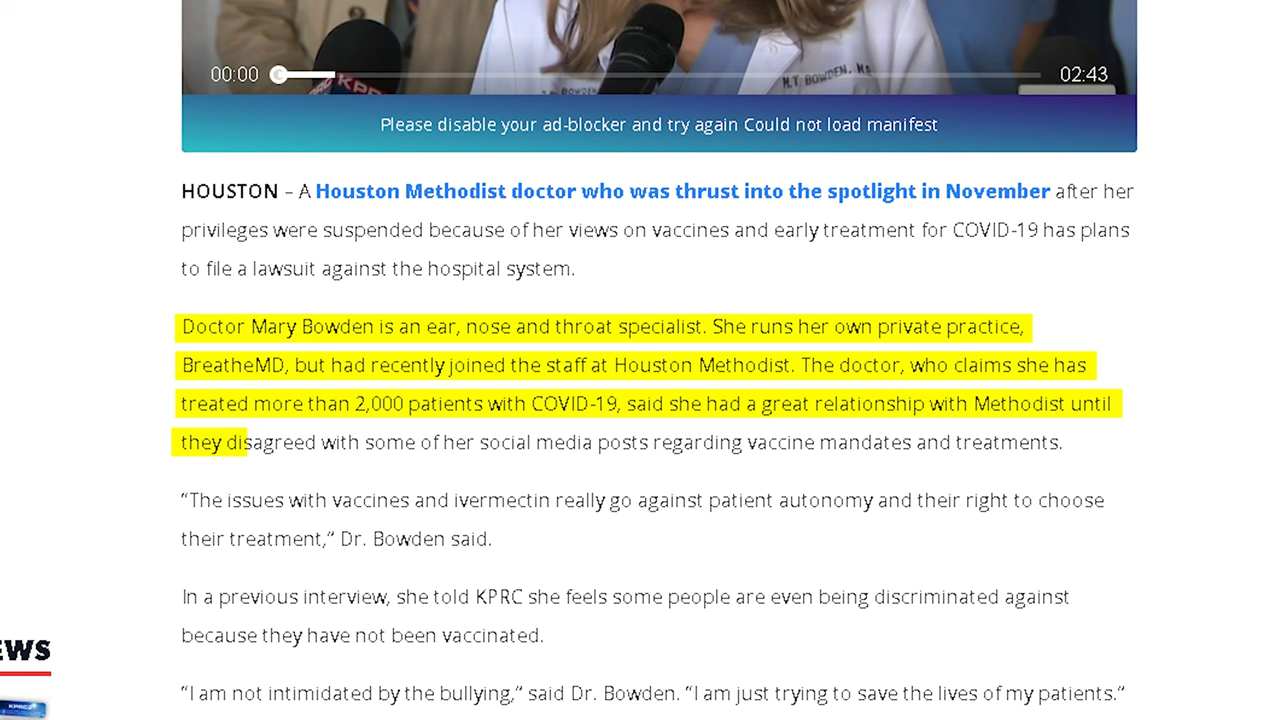 00:00
02:43
KPRC
BOWDEN
M.T. BOWDEN, MD
Please disable your ad-blocker and try again Could not load manifest
HOUSTON – A Houston Methodist doctor who was thrust into the spotlight in November after her
privileges were suspended because of her views on vaccines and early treatment for COVID-19 has plans
to file a lawsuit against the hospital system.
Doctor Mary Bowden is an ear, nose and throat specialist. She runs her own private practice,
BreatheMD, but had recently joined the staff at Houston Methodist. The doctor, who claims she has
treated more than 2,000 patients with COVID-19, said she had a great relationship with Methodist until
they disagreed with some of her social media posts regarding vaccine mandates and treatments.
“The issues with vaccines and ivermectin really go against patient autonomy and their right to choose
their treatment,” Dr. Bowden said.
In a previous interview, she told KPRC she feels some people are even being discriminated against
because they have not been vaccinated.
EWS
KPRC
“I am not intimidated by the bullying,” said Dr. Bowden. “I am just trying to save the lives of my patients.”